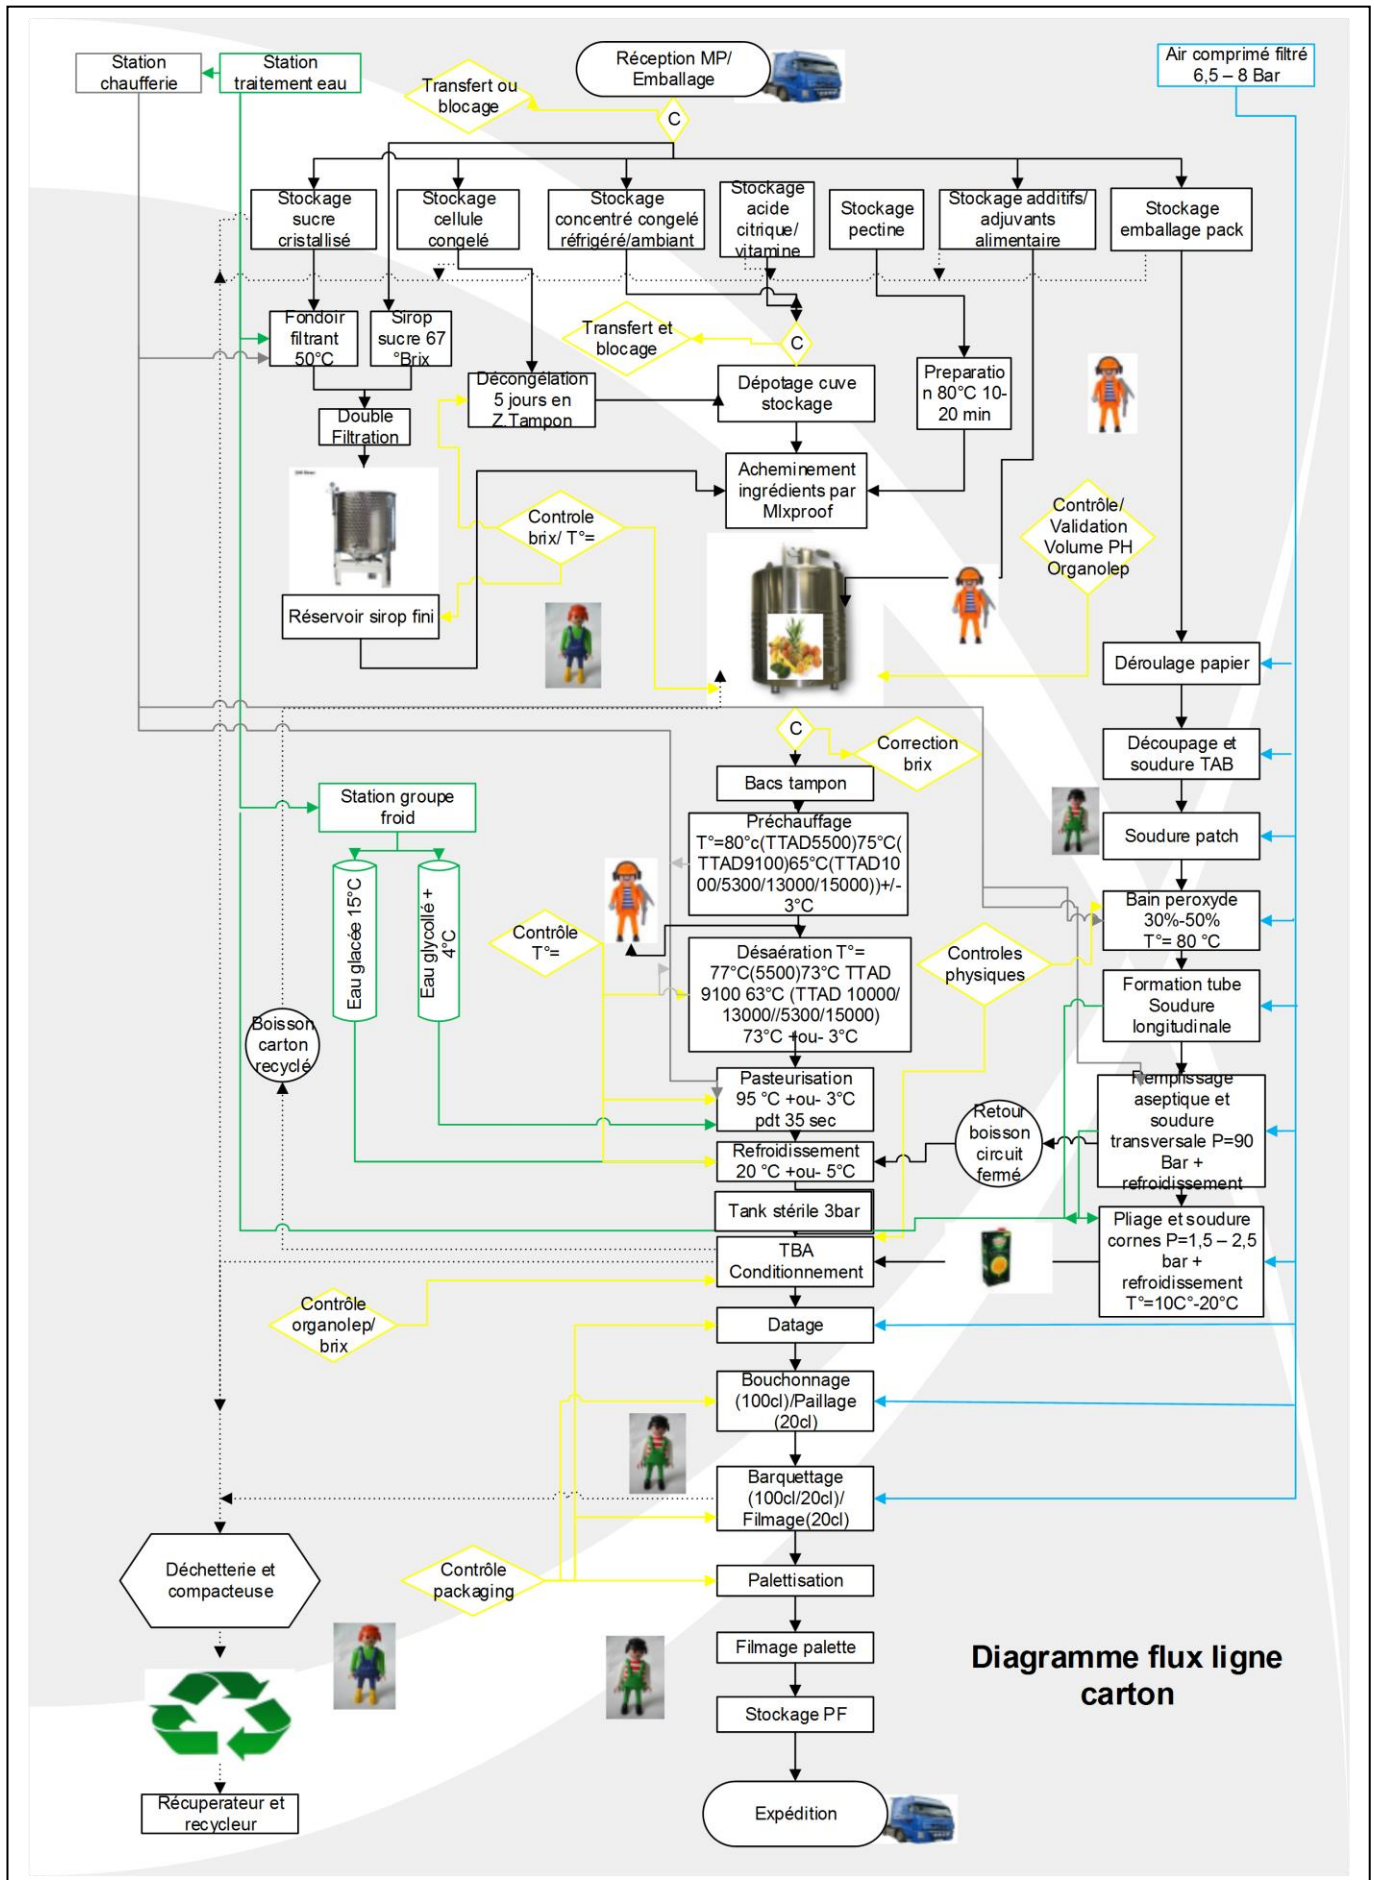 Station
chaufferie
Station
traitement eau
Réception MP/
Emballage
Air comprimé filtré
6,5 – 8 Bar
Transfert ou
blocage
C
Stockage
sucre
cristallisé
Stockage
cellule
congelé
Stockage
concentré congelé
réfrigéré/ambiant
Stockage
acide
citrique/
vitamine
Stockage
pectine
Stockage additifs/
adjuvants
alimentaire
Stockage
emballage pack
Fondoir
filtrant
50°C
Sirop
sucre 67
°Brix
Transfert et
blocage
C
Décongélation
5 jours en
Z.Tampon
Dépotage cuve
stockage
Preparatio
n 80°C 10-
20 min
Double
Filtration
Acheminement
ingrédients par
MIxproof
Controle
brix/ T°=
Contrôle/
Validation
Volume PH
Organolep
Réservoir sirop fini
Déroulage papier
C
Correction
brix
Découpage et
soudure TAB
Bacs tampon
Station groupe
froid
Préchauffage
T°=80°c(TTAD5500)75°C(
TTAD9100)65°C(TTAD10
00/5300/13000/15000))+/-
3°C
Soudure patch
Eau glacée 15°C
Eau glycollé +
4°C
Bain peroxyde
30%-50%
T°= 80 °C
Contrôle
T°=
Désaération T°=
77°C(5500)73°C TTAD
9100 63°C (TTAD 10000/
13000//5300/15000)
73°C +ou- 3°C
Controles
physiques
Formation tube
Soudure
longitudinale
Boisson
carton
recyclé
Pasteurisation
95 °C +ou- 3°C
pdt 35 sec
Remplissage
aseptique et
soudure
transversale P=90
Bar +
refroidissement
Retour
boisson
circuit
fermé
Refroidissement
20 °C +ou- 5°C
Tank stérile 3bar
Pliage et soudure
cornes P=1,5 – 2,5
bar +
refroidissement
T°=10C°-20°C
TBA
Conditionnement
Contrôle
organolep/
brix
Datage
Bouchonnage
(100cl)/Paillage
(20cl)
Barquettage
(100cl/20cl)/
Filmage(20cl)
Déchetterie et
compacteuse
Contrôle
packaging
Palettisation
Filmage palette
Diagramme flux ligne
carton
Stockage PF
Récuperateur et
recycleur
Expédition